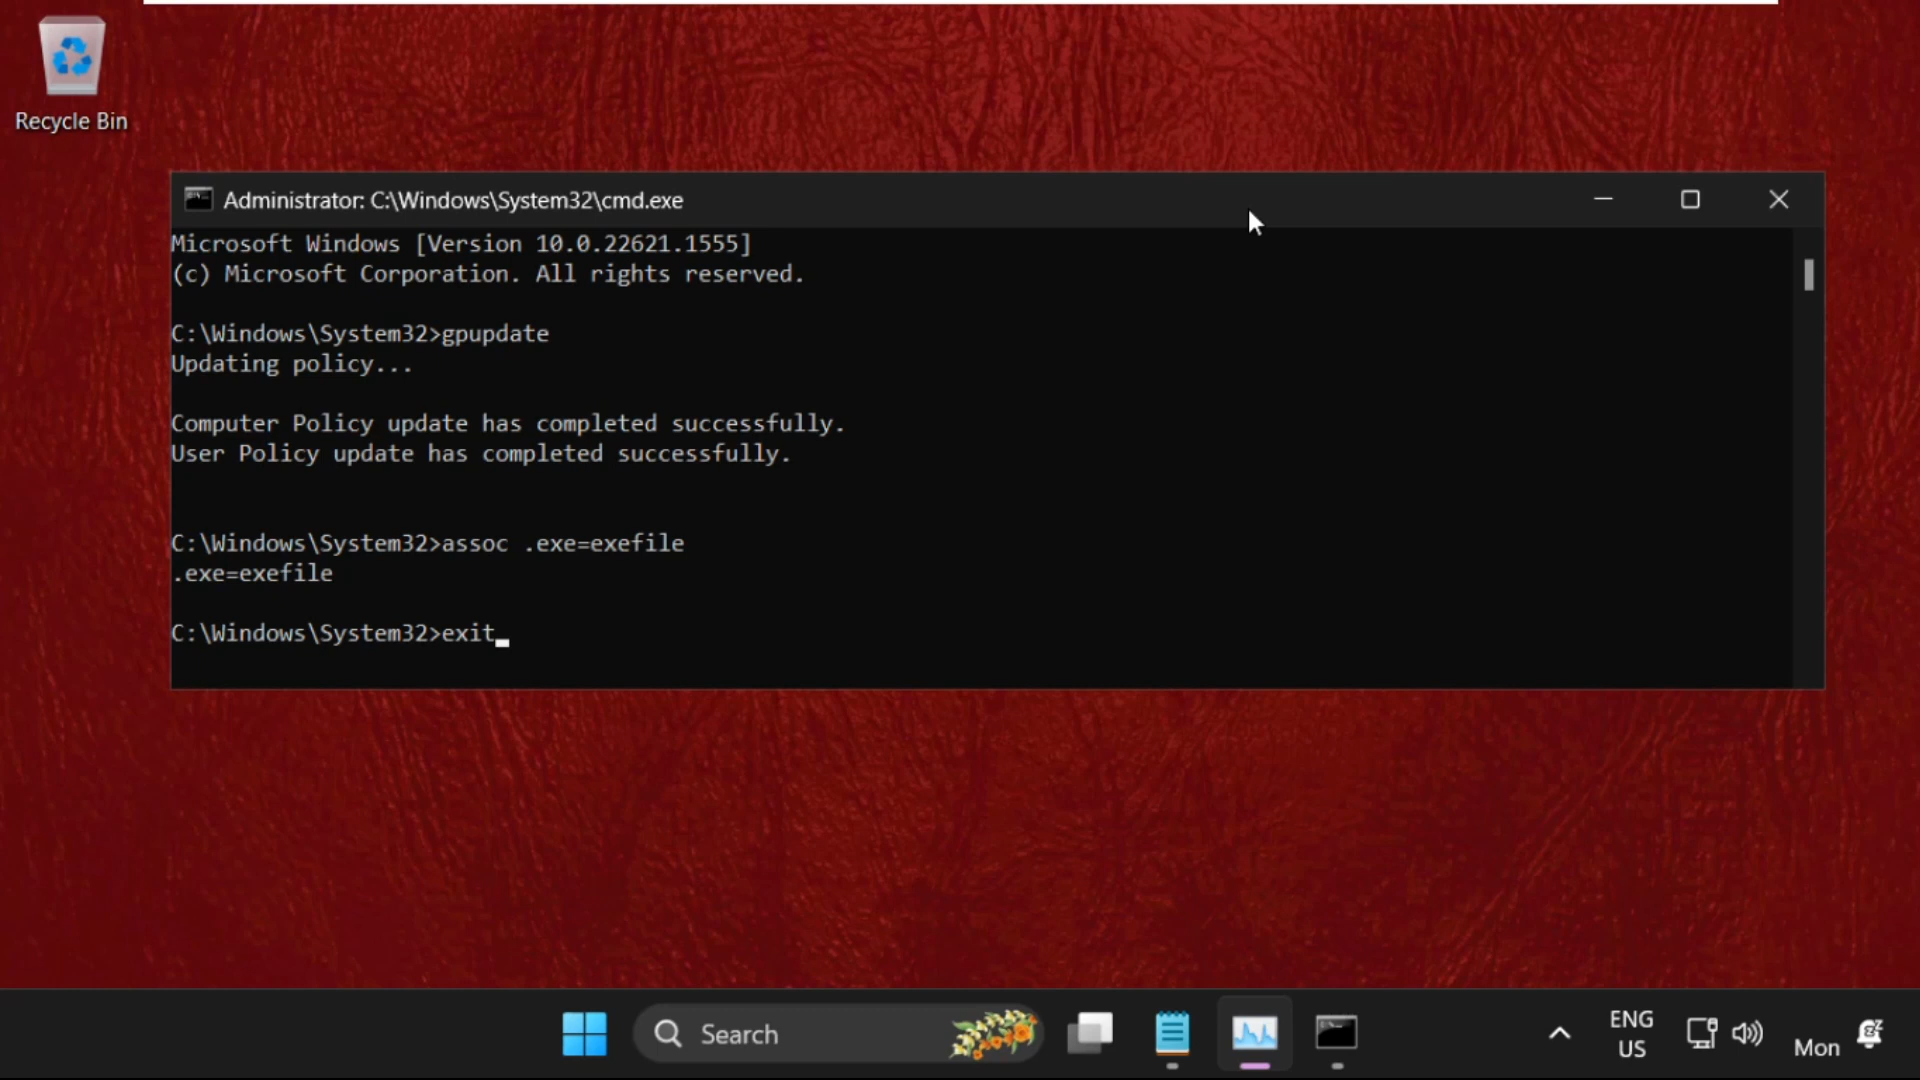 Recycle Bin
Administrator: C:\Windows\System32\cmd.exe
Microsoft Windows [Version 10.0.22621.1555]
(c) Microsoft Corporation. All rights reserved.
C:\Windows\System32>gpupdate
Updating policy...
Computer Policy update has completed successfully.
User Policy update has completed successfully.
C:\Windows\System32>assoc .exe=exefile
.exe=exefile
C:\Windows\System32>exit
Search
ENG
US
Mon